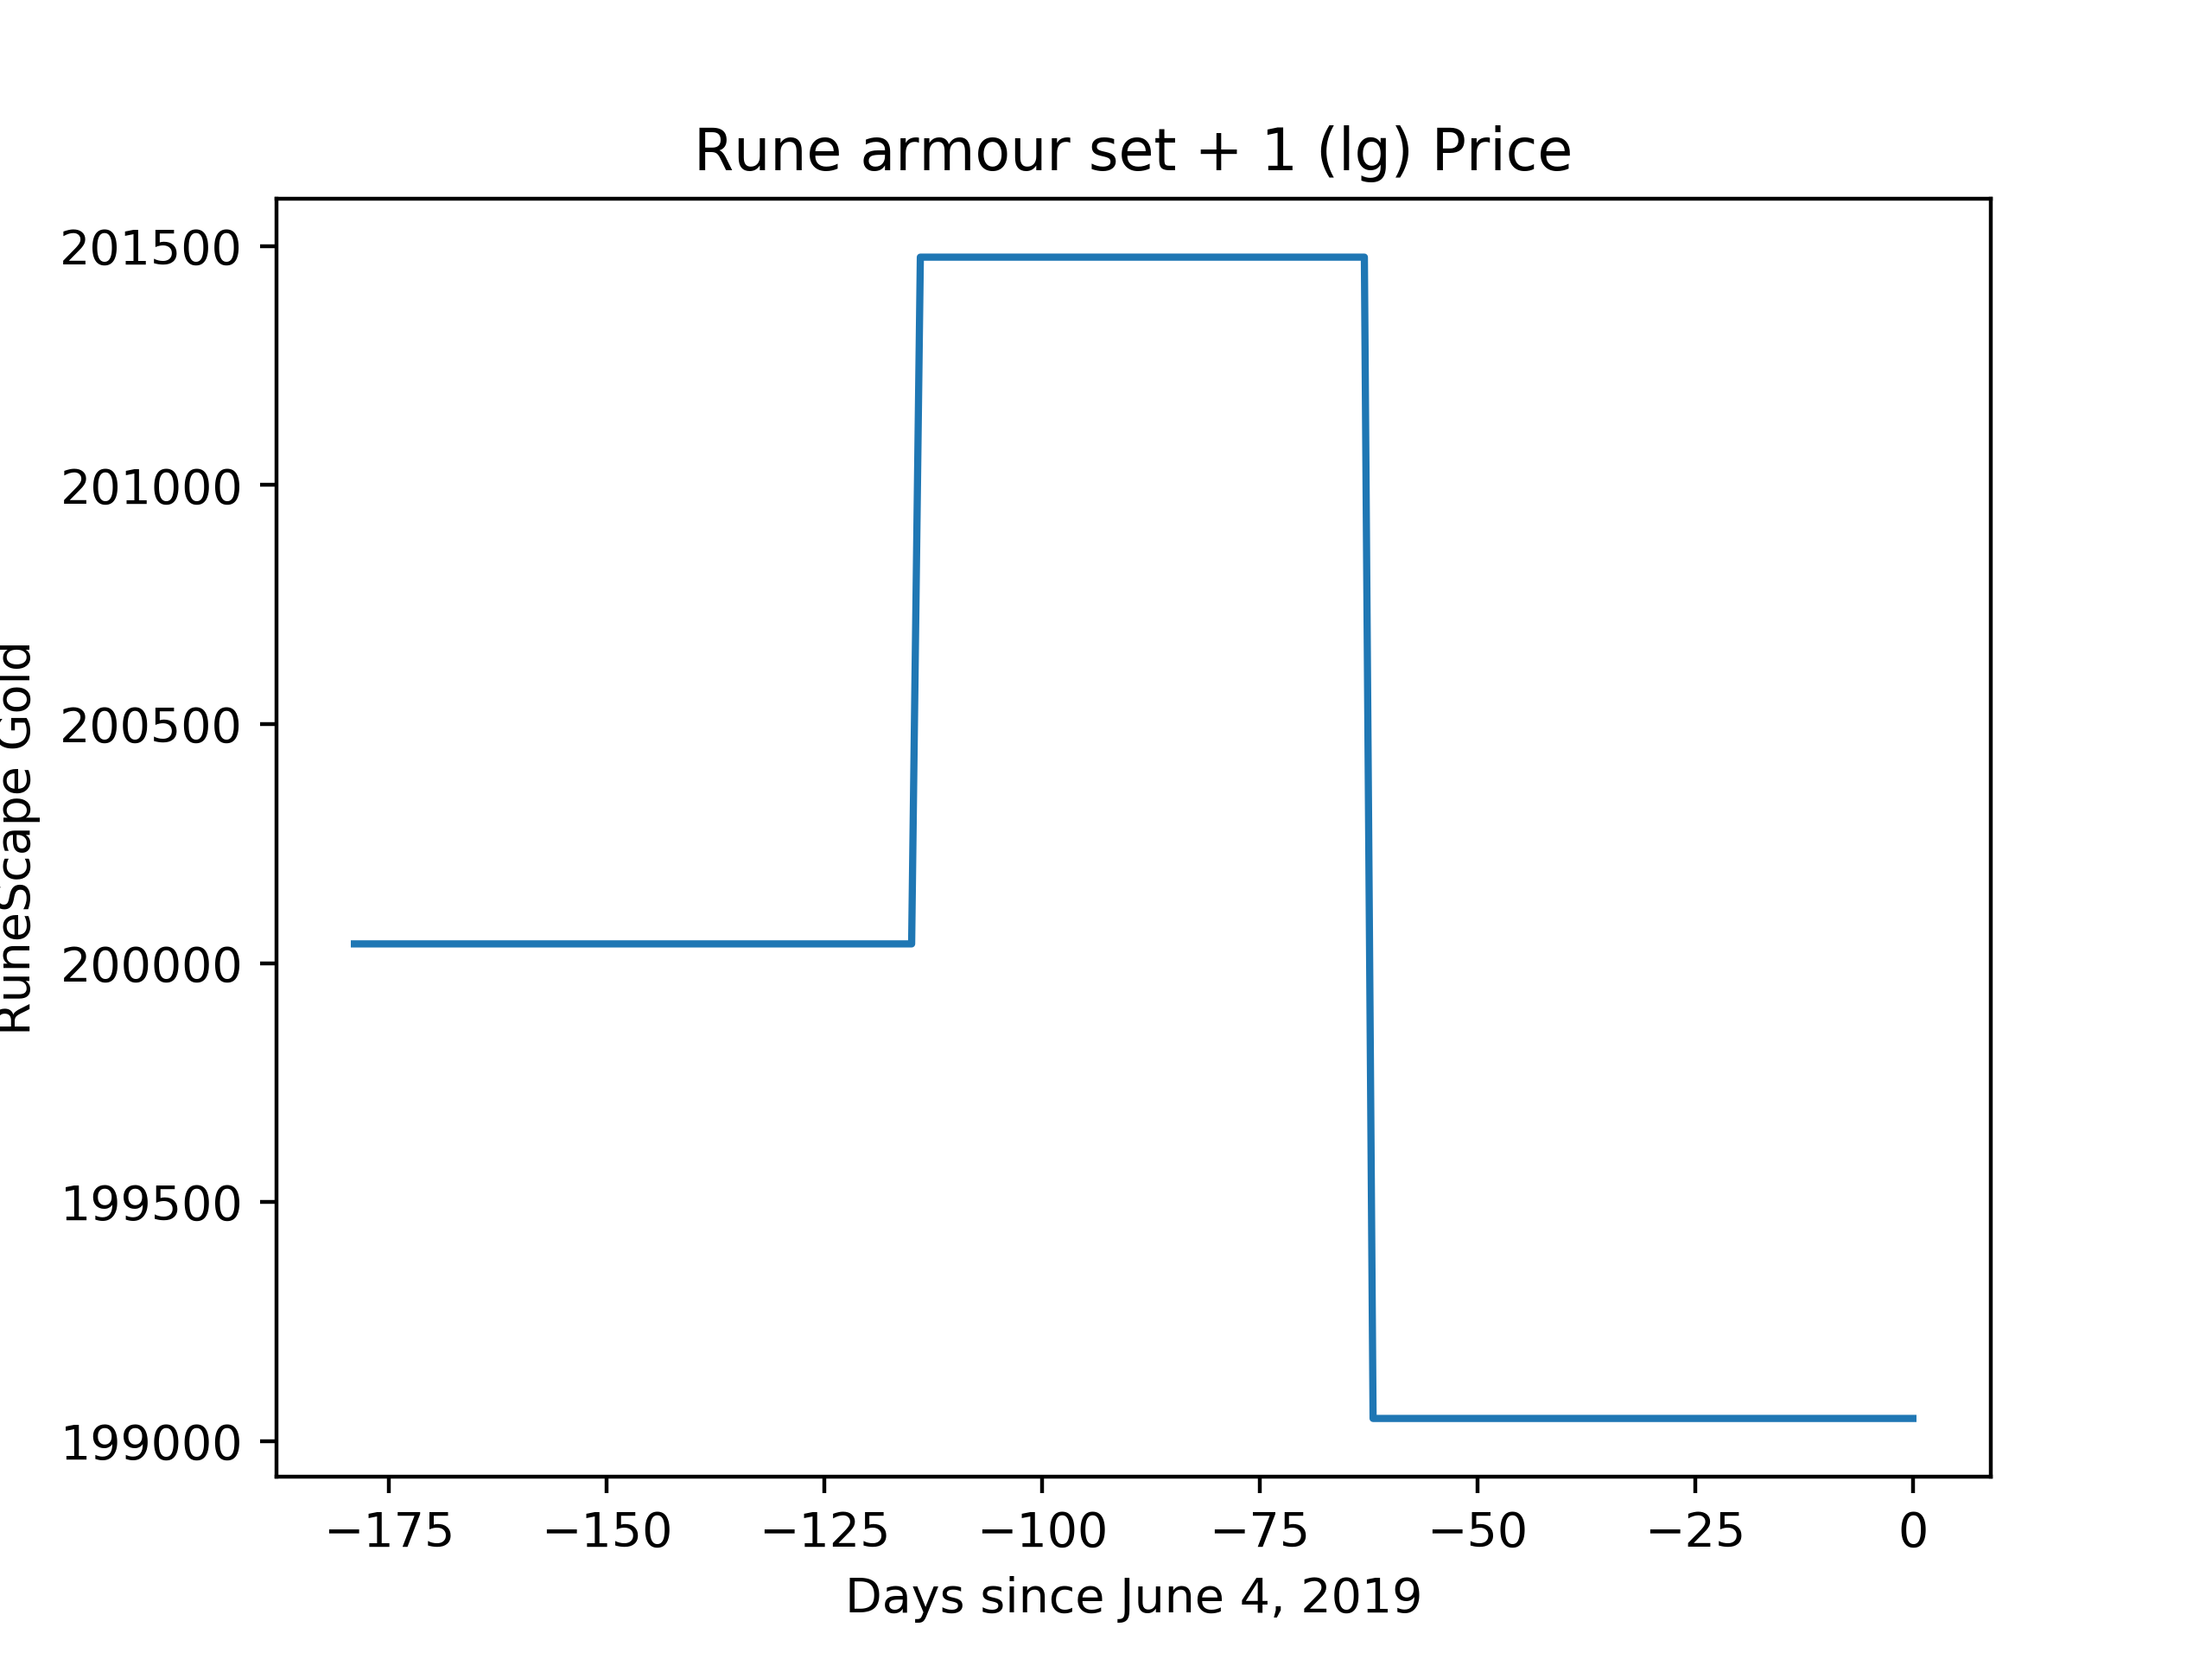 Rune armour set + 1 (lg) Price
201500
201000
200500
200000
199500
199000
RuneScape Gold
−175 −150 −125 −100 −75 −50 −25 0
Days since June 4, 2019